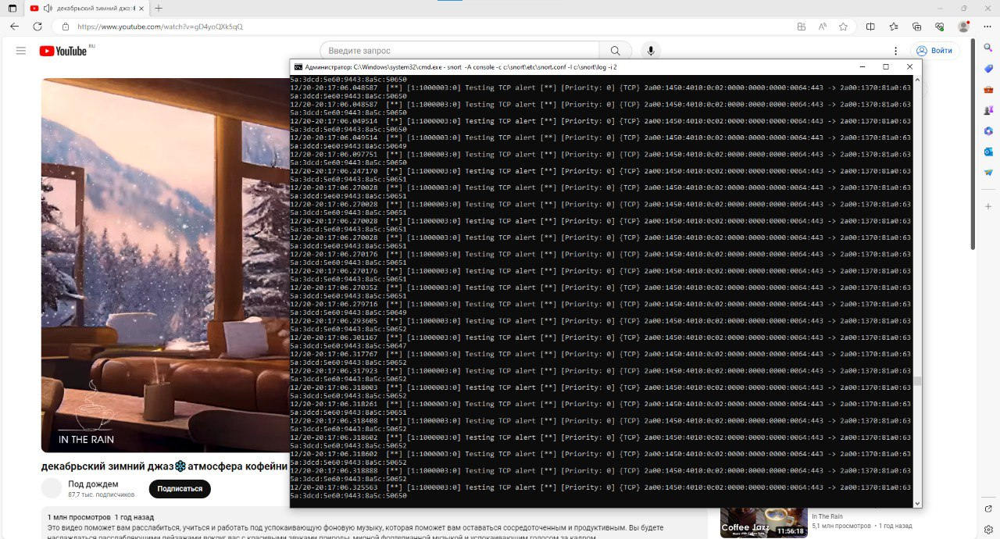 декабрьский зимний джаз
https://www.youtube.com/watch?v=gD4yoQXk5qQ
YouTube RU
Введите запрос
Войти
Администратор: C:\Windows\system32\cmd.exe - snort -A console -c c:\snort\etc\snort.conf -l c:\snort\log -i 2
5a:3dcd:5e60:9443:8a5c:50650
12/20-20:17:06.048587 [**] [1:1000003:0] Testing TCP alert [**] [Priority: 0] {TCP} 2a00:1450:4010:0c02:0000:0000:0000:0064:443 -> 2a00:1370:81a0:63
5a:3dcd:5e60:9443:8a5c:50650
12/20-20:17:06.048587 [**] [1:1000003:0] Testing TCP alert [**] [Priority: 0] {TCP} 2a00:1450:4010:0c02:0000:0000:0000:0064:443 -> 2a00:1370:81a0:63
5a:3dcd:5e60:9443:8a5c:50650
12/20-20:17:06.049514 [**] [1:1000003:0] Testing TCP alert [**] [Priority: 0] {TCP} 2a00:1450:4010:0c02:0000:0000:0000:0064:443 -> 2a00:1370:81a0:63
5a:3dcd:5e60:9443:8a5c:50650
12/20-20:17:06.049514 [**] [1:1000003:0] Testing TCP alert [**] [Priority: 0] {TCP} 2a00:1450:4010:0c02:0000:0000:0000:0064:443 -> 2a00:1370:81a0:63
5a:3dcd:5e60:9443:8a5c:50649
12/20-20:17:06.097751 [**] [1:1000003:0] Testing TCP alert [**] [Priority: 0] {TCP} 2a00:1450:4010:0c02:0000:0000:0000:0064:443 -> 2a00:1370:81a0:63
5a:3dcd:5e60:9443:8a5c:50650
12/20-20:17:06.247170 [**] [1:1000003:0] Testing TCP alert [**] [Priority: 0] {TCP} 2a00:1450:4010:0c02:0000:0000:0000:0064:443 -> 2a00:1370:81a0:63
5a:3dcd:5e60:9443:8a5c:50651
12/20-20:17:06.270028 [**] [1:1000003:0] Testing TCP alert [**] [Priority: 0] {TCP} 2a00:1450:4010:0c02:0000:0000:0000:0064:443 -> 2a00:1370:81a0:63
5a:3dcd:5e60:9443:8a5c:50651
12/20-20:17:06.270028 [**] [1:1000003:0] Testing TCP alert [**] [Priority: 0] {TCP} 2a00:1450:4010:0c02:0000:0000:0000:0064:443 -> 2a00:1370:81a0:63
5a:3dcd:5e60:9443:8a5c:50651
12/20-20:17:06.270028 [**] [1:1000003:0] Testing TCP alert [**] [Priority: 0] {TCP} 2a00:1450:4010:0c02:0000:0000:0000:0064:443 -> 2a00:1370:81a0:63
5a:3dcd:5e60:9443:8a5c:50651
12/20-20:17:06.270028 [**] [1:1000003:0] Testing TCP alert [**] [Priority: 0] {TCP} 2a00:1450:4010:0c02:0000:0000:0000:0064:443 -> 2a00:1370:81a0:63
5a:3dcd:5e60:9443:8a5c:50651
12/20-20:17:06.270176 [**] [1:1000003:0] Testing TCP alert [**] [Priority: 0] {TCP} 2a00:1450:4010:0c02:0000:0000:0000:0064:443 -> 2a00:1370:81a0:63
5a:3dcd:5e60:9443:8a5c:50651
12/20-20:17:06.270176 [**] [1:1000003:0] Testing TCP alert [**] [Priority: 0] {TCP} 2a00:1450:4010:0c02:0000:0000:0000:0064:443 -> 2a00:1370:81a0:63
5a:3dcd:5e60:9443:8a5c:50651
12/20-20:17:06.270352 [**] [1:1000003:0] Testing TCP alert [**] [Priority: 0] {TCP} 2a00:1450:4010:0c02:0000:0000:0000:0064:443 -> 2a00:1370:81a0:63
5a:3dcd:5e60:9443:8a5c:50651
12/20-20:17:06.279716 [**] [1:1000003:0] Testing TCP alert [**] [Priority: 0] {TCP} 2a00:1450:4010:0c02:0000:0000:0000:0064:443 -> 2a00:1370:81a0:63
5a:3dcd:5e60:9443:8a5c:50649
12/20-20:17:06.293605 [**] [1:1000003:0] Testing TCP alert [**] [Priority: 0] {TCP} 2a00:1450:4010:0c02:0000:0000:0000:0064:443 -> 2a00:1370:81a0:63
5a:3dcd:5e60:9443:8a5c:50652
12/20-20:17:06.301167 [**] [1:1000003:0] Testing TCP alert [**] [Priority: 0] {TCP} 2a00:1450:4010:0c02:0000:0000:0000:0064:443 -> 2a00:1370:81a0:63
5a:3dcd:5e60:9443:8a5c:50647
12/20-20:17:06.317767 [**] [1:1000003:0] Testing TCP alert [**] [Priority: 0] {TCP} 2a00:1450:4010:0c02:0000:0000:0000:0064:443 -> 2a00:1370:81a0:63
5a:3dcd:5e60:9443:8a5c:50652
12/20-20:17:06.317923 [**] [1:1000003:0] Testing TCP alert [**] [Priority: 0] {TCP} 2a00:1450:4010:0c02:0000:0000:0000:0064:443 -> 2a00:1370:81a0:63
5a:3dcd:5e60:9443:8a5c:50652
12/20-20:17:06.318003 [**] [1:1000003:0] Testing TCP alert [**] [Priority: 0] {TCP} 2a00:1450:4010:0c02:0000:0000:0000:0064:443 -> 2a00:1370:81a0:63
5a:3dcd:5e60:9443:8a5c:50652
12/20-20:17:06.318261 [**] [1:1000003:0] Testing TCP alert [**] [Priority: 0] {TCP} 2a00:1450:4010:0c02:0000:0000:0000:0064:443 -> 2a00:1370:81a0:63
5a:3dcd:5e60:9443:8a5c:50651
12/20-20:17:06.318408 [**] [1:1000003:0] Testing TCP alert [**] [Priority: 0] {TCP} 2a00:1450:4010:0c02:0000:0000:0000:0064:443 -> 2a00:1370:81a0:63
5a:3dcd:5e60:9443:8a5c:50652
12/20-20:17:06.318602 [**] [1:1000003:0] Testing TCP alert [**] [Priority: 0] {TCP} 2a00:1450:4010:0c02:0000:0000:0000:0064:443 -> 2a00:1370:81a0:63
5a:3dcd:5e60:9443:8a5c:50652
12/20-20:17:06.318602 [**] [1:1000003:0] Testing TCP alert [**] [Priority: 0] {TCP} 2a00:1450:4010:0c02:0000:0000:0000:0064:443 -> 2a00:1370:81a0:63
5a:3dcd:5e60:9443:8a5c:50652
12/20-20:17:06.318888 [**] [1:1000003:0] Testing TCP alert [**] [Priority: 0] {TCP} 2a00:1450:4010:0c02:0000:0000:0000:0064:443 -> 2a00:1370:81a0:63
5a:3dcd:5e60:9443:8a5c:50652
12/20-20:17:06.325563 [**] [1:1000003:0] Testing TCP alert [**] [Priority: 0] {TCP} 2a00:1450:4010:0c02:0000:0000:0000:0064:443 -> 2a00:1370:81a0:63
5a:3dcd:5e60:9443:8a5c:50650
IN THE RAIN
декабрьский зимний джаз❄атмосфера кофейни
Под дождем
87,7 тыс. подписчиков
Подписаться
1 млн просмотров 1 год назад
Это видео поможет вам расслабиться для я и работать под успокаивающую фоновую музыку, которая поможет вам оставаться сосредоточенным и продуктивным. Вы будете
наслаждаться расслабляющими пейзажами вокруг вас с красивыми звуками природы, мирной фортепианной музыкой и успокаивающим голосом за кадром
Coffee Jazz
11:56:18
In The Rain
5,1 млн просмотров • 1 год назад